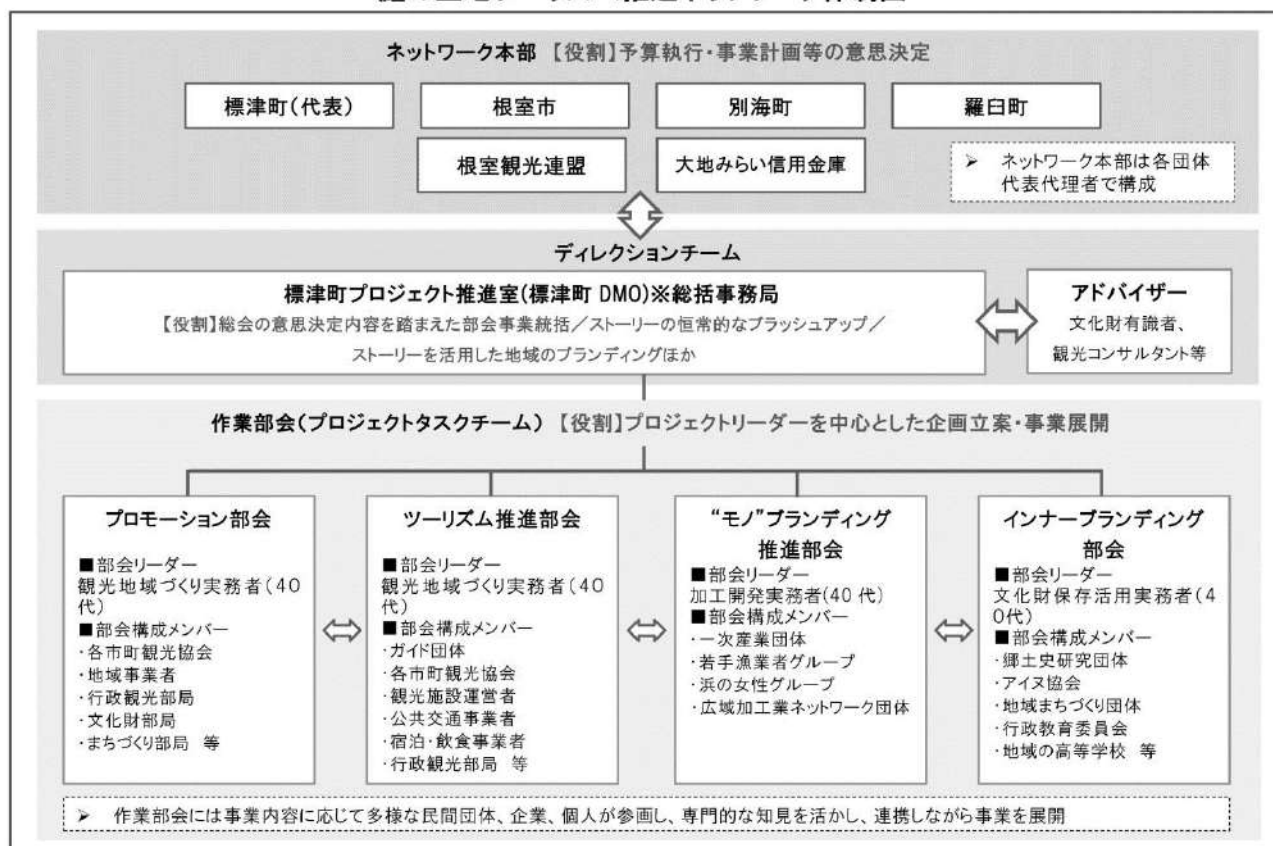 ネットワーク本部 【役割】予算執行・事業計画等の意思決定
標津町(代表)
根室市
別海町
羅臼町
根室観光連盟
大地みらい信用金庫
➢ ネットワーク本部は各団体
代表代理者で構成
ディレクションチーム
標津町プロジェクト推進室(標津町 DMO)※総括事務局
【役割】総会の意思決定内容を踏まえた部会事業統括/ストーリーの恒常的なブラッシュアップ/
ストーリーを活用した地域のブランディングほか
アドバイザー
文化財有識者、
観光コンサルタント等
作業部会(プロジェクトタスクチーム) 【役割】プロジェクトリーダーを中心とした企画立案・事業展開
プロモーション部会
■部会リーダー
観光地域づくり実務者(40
代)
■部会構成メンバー
・各市町観光協会
・地域事業者
・行政観光部局
・文化財部局
・まちづくり部局 等
ツーリズム推進部会
■部会リーダー
観光地域づくり実務者(40
代)
■部会構成メンバー
・ガイド団体
・各市町観光協会
・観光施設運営者
・公共交通事業者
・宿泊・飲食事業者
・行政観光部局 等
“モノ”ブランディング
推進部会
■部会リーダー
加工開発実務者(40 代)
■部会構成メンバー
・一次産業団体
・若手漁業者グループ
・浜の女性グループ
・広域加工業ネットワーク団体
インナーブランディング
部会
■部会リーダー
文化財保存活用実務者(4
0代)
■部会構成メンバー
・郷土史研究団体
・アイヌ協会
・地域まちづくり団体
・行政教育委員会
・地域の高等学校 等
➢ 作業部会には事業内容に応じて多様な民間団体、企業、個人が参画し、専門的な知見を活かし、連携しながら事業を展開